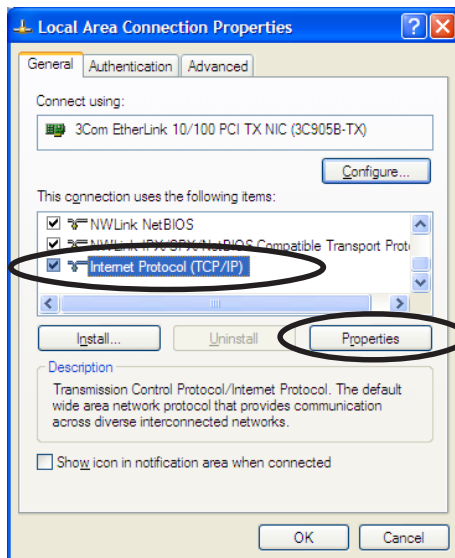 Local Area Connection Properties
General Authentication Advanced
Connect using:
3Com EtherLink 10/100 PCI TX NIC (3C905B-TX)
Configure...
This connection uses the following items:
NWLink NetBIOS
NWLink IPX/SPX/NetBIOS Compatible Transport Prot
Internet Protocol (TCP/IP)
Install... Uninstall Properties
Description
Transmission Control Protocol/Internet Protocol. The default
wide area network protocol that provides communication
across diverse interconnected networks.
Show icon in notification area when connected
OK Cancel